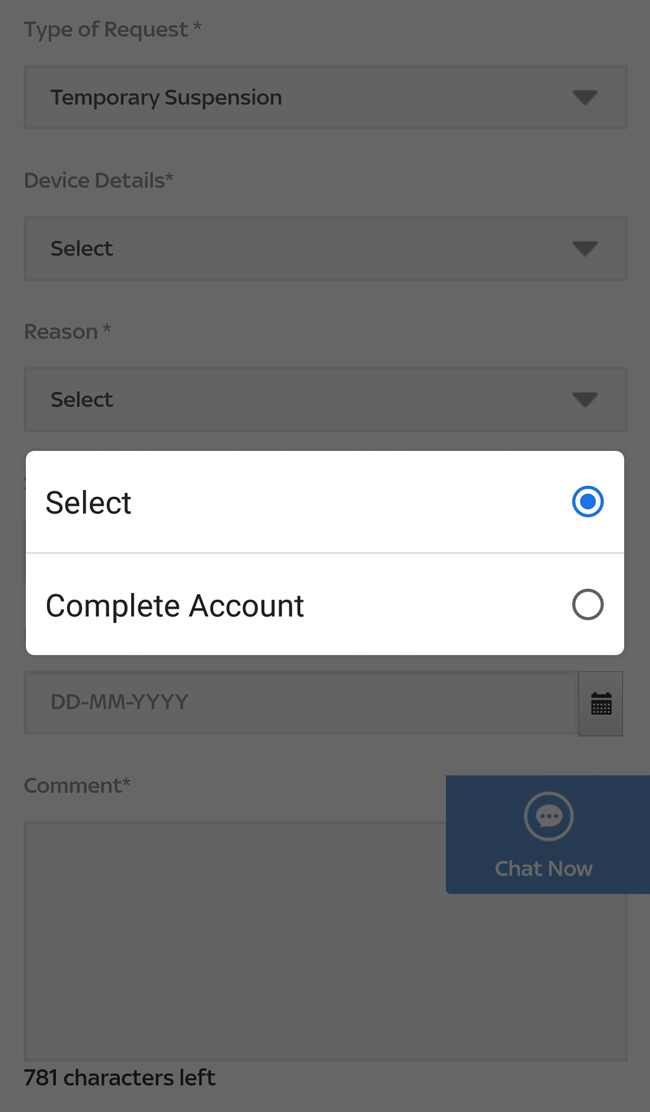 Type of Request *
Temporary Suspension
Device Details*
Select
Reason *
Select
Select
Complete Account
DD-MM-YYYY
Comment*
Chat Now
781 characters left